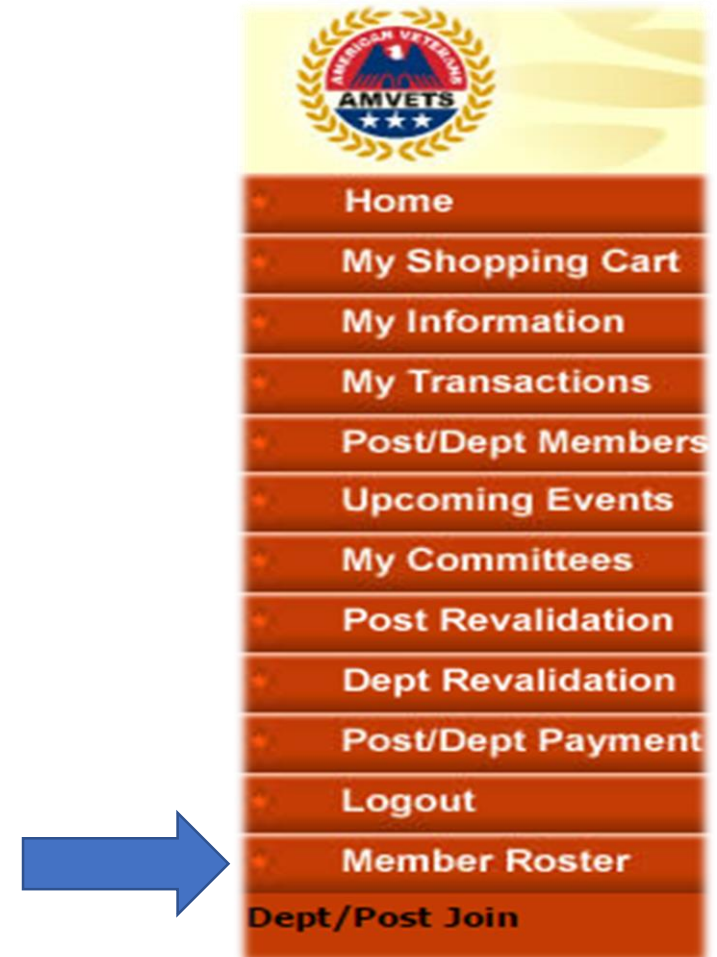 AMERICAN VETERANS
AMVETS
Home
My Shopping Cart
My Information
My Transactions
Post/Dept Members
Upcoming Events
My Committees
Post Revalidation
Dept Revalidation
Post/Dept Payment
Logout
Member Roster
Dept/Post Join